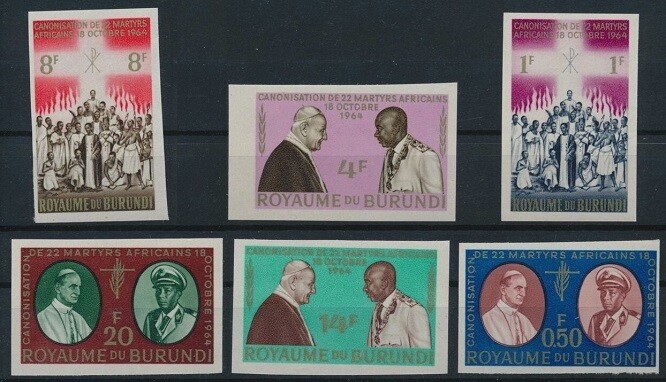 CANONISATION DE 22 MARTYRS
AFRICAINS 18 OCTOBRE 1964
8F 8F
ROYAUME DU BURUNDI
CANONISATION DE 22 MARTYRS AFRICAINS
18 OCTOBRE
1964
4F
ROYAUME DU BURUNDI
CANONISATION DE 22 MARTYRS
AFRICAINS 18 OCTOBRE 1964
1F 1F
ROYAUME DU BURUNDI
CANONISATION DE 22 MARTYRS AFRICAINS 18 OCTOBRE 1964
F
20
ROYAUME DU BURUNDI
CANONISATION DE 22 MARTYRS AFRICAINS
18 OCTOBRE
1964
14F
ROYAUME DU BURUNDI
CANONISATION DE 22 MARTYRS AFRICAINS 18 OCTOBRE 1964
F
0.50
ROYAUME DU BURUNDI